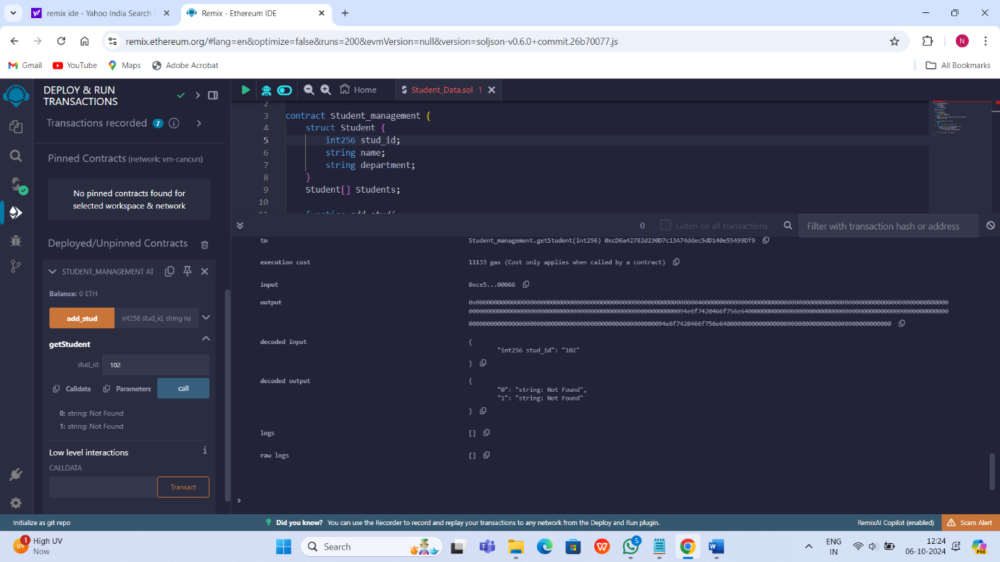 remix ide - Yahoo India Search
Remix - Ethereum IDE
remix.ethereum.org/#lang=en&optimize=false&runs=200&evmVersion=null&version=soljson-v0.6.0+commit.26b70077.js
N
Gmail
YouTube
Maps
Adobe Acrobat
All Bookmarks
DEPLOY & RUN
TRANSACTIONS
Transactions recorded 7 i
Pinned Contracts (network: vm-cancun)
No pinned contracts found for
selected workspace & network
Deployed/Unpinned Contracts
STUDENT_MANAGEMENT AT
Balance: 0 ETH
add_stud int256 stud_id, string na
getStudent
stud_id: 102
Calldata Parameters call
0: string: Not Found
1: string: Not Found
Low level interactions i
CALLDATA
Transact
Home
Student_Data.sol 1
2
3 contract Student_management {
4 struct Student {
5 int256 stud_id;
6 string name;
7 string department;
8 }
9 Student[] Students;
10
0 Listen on all transactions
Filter with transaction hash or address
to Student_management.getStudent(int256) 0xcD6a42782d230D7c13A74ddec5dD140e55499Df9
execution cost 11133 gas (Cost only applies when called by a contract)
input 0xce5...00066
output
decoded input {
"int256 stud_id": "102"
}
decoded output {
"0": "string: Not Found",
"1": "string: Not Found"
}
logs []
raw logs []
>
Initialize as git repo
Did you know? You can use the Recorder to record and replay your transactions to any network from the Deploy and Run plugin.
RemixAI Copilot (enabled)
Scam Alert
1
High UV
Now
Search
5
ENG
IN
12:24
06-10-2024
PRE